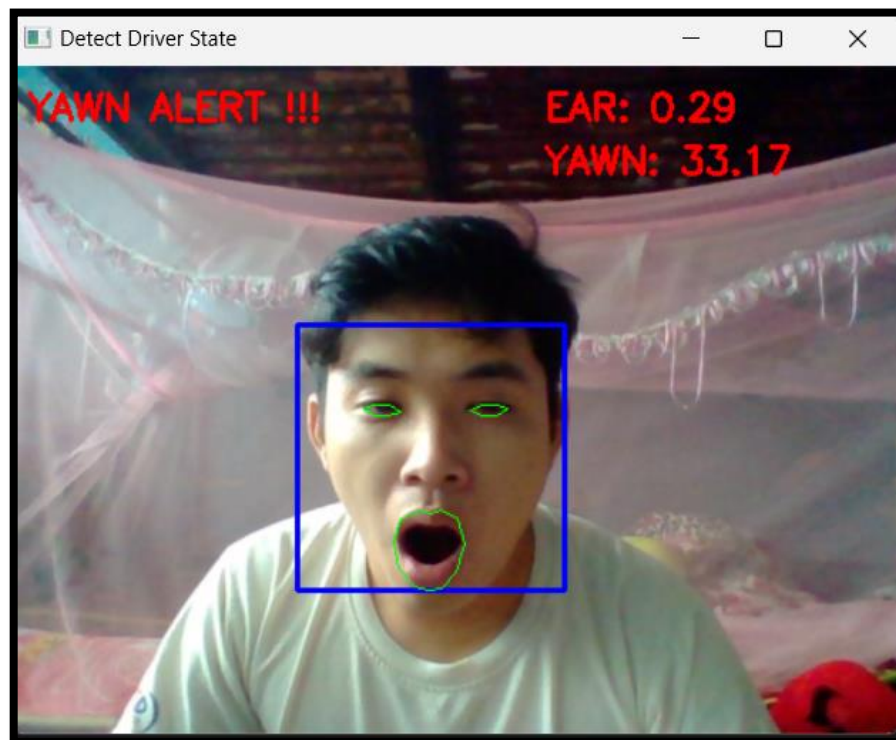 Detect Driver State
YAWN ALERT !!!
EAR: 0.29
YAWN: 33.17